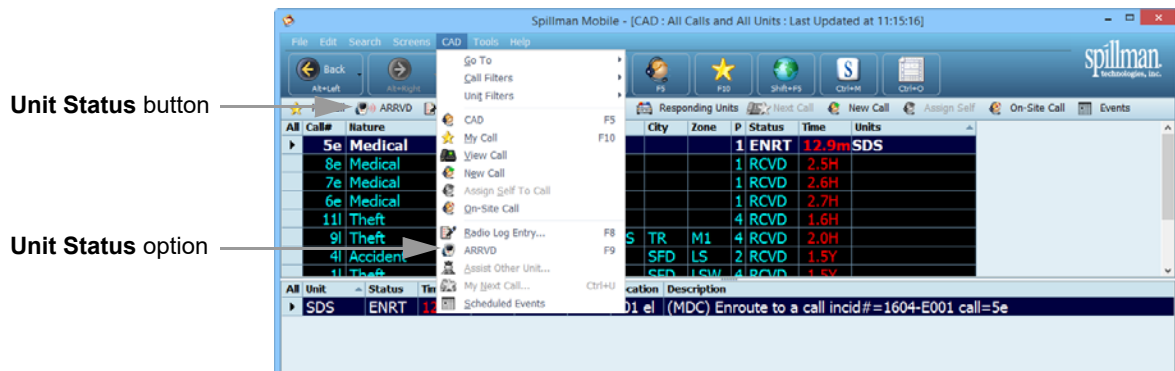 Spillman Mobile - [CAD : All Calls and All Units : Last Updated at 11:15:16]
File Edit Search Screens CAD Tools Help
Back
Alt+Left Alt+Right F5 F10 Shift+F5 Ctrl+M Ctrl+O
spillman
technologies, inc.
Unit Status button
ARRVD Responding Units Next Call New Call Assign Self On-Site Call Events
Go To
Call Filters
Unit Filters
CAD F5
My Call F10
View Call
New Call
Assign Self To Call
On-Site Call
Radio Log Entry... F8
ARRVD F9
Assist Other Unit...
My Next Call... Ctrl+U
Scheduled Events
All Call# Nature City Zone P Status Time Units
5e Medical 1 ENRT 12.9m SDS
8e Medical 1 RCVD 2.5H
7e Medical 1 RCVD 2.6H
6e Medical 1 RCVD 2.7H
11l Theft 4 RCVD 1.6H
Unit Status option
9l Theft S TR M1 4 RCVD 2.0H
4l Accident SFD LS 2 RCVD 1.5Y
1l Theft SFD LSW 4 RCVD 1.5Y
All Unit Status cation Description
SDS ENRT 01 el (MDC) Enroute to a call incid#=1604-E001 call=5e